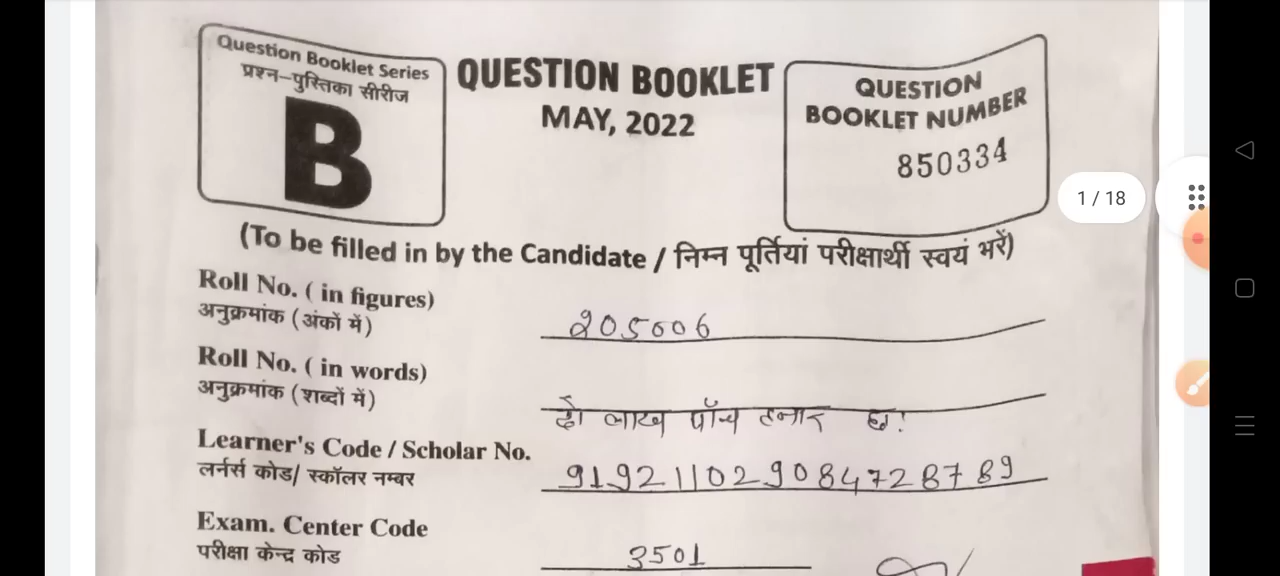 Question Booklet Series
प्रश्न-पुस्तिका सीरीज
B
QUESTION BOOKLET
MAY, 2022
QUESTION
BOOKLET NUMBER
850334
1 / 18
(To be filled in by the Candidate / निम्न पूर्तियां परीक्षार्थी स्वयं भरें)
Roll No. ( in figures)
अनुक्रमांक (अंकों में)
205006
Roll No. ( in words)
अनुक्रमांक (शब्दों में)
दो लाख पाँच हजार छः
Learner's Code / Scholar No.
लर्नर्स कोड/ स्कॉलर नम्बर
919211029084728789
Exam. Center Code
परीक्षा केन्द्र कोड
3501